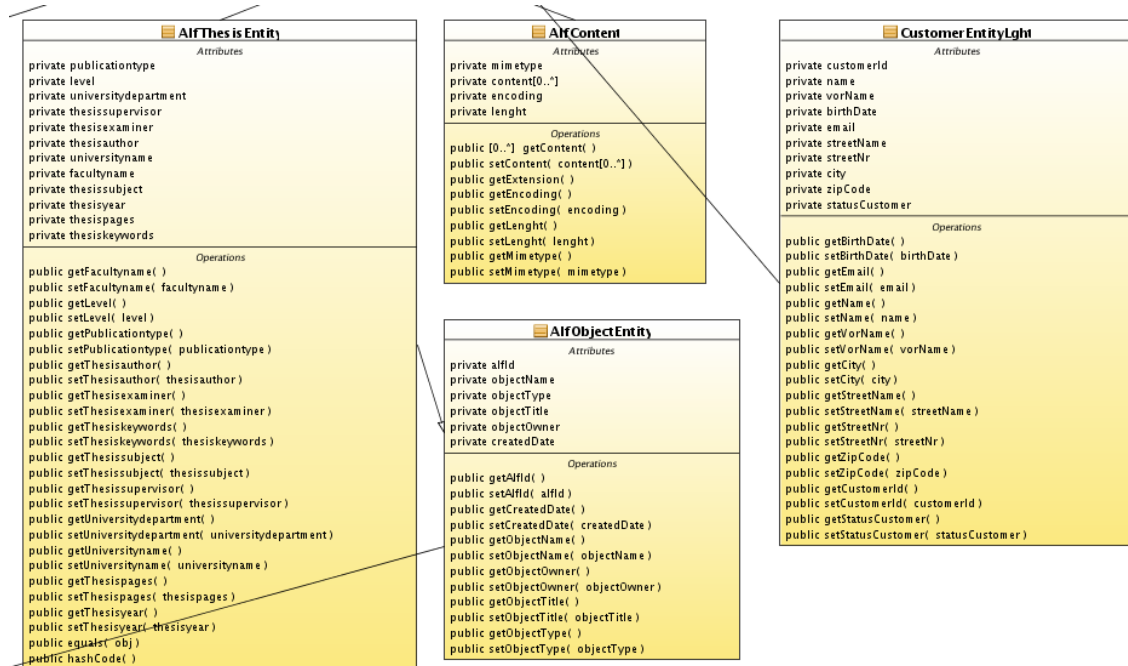 AlfThesisEntity
Attributes
private publicationtype
private level
private universitydepartment
private thesissupervisor
private thesisexaminer
private thesisauthor
private universityname
private facultyname
private thesissubject
private thesisyear
private thesispages
private thesiskeywords
Operations
public getFacultyname( )
public setFacultyname( facultyname )
public getLevel( )
public setLevel( level )
public getPublicationtype( )
public setPublicationtype( publicationtype )
public getThesisauthor( )
public setThesisauthor( thesisauthor )
public getThesisexaminer( )
public setThesisexaminer( thesisexaminer )
public getThesiskeywords( )
public setThesiskeywords( thesiskeywords )
public getThesissubject( )
public setThesissubject( thesissubject )
public getThesissupervisor( )
public setThesissupervisor( thesissupervisor )
public getUniversitydepartment( )
public setUniversitydepartment( universitydepartment )
public getUniversityname( )
public setUniversityname( universityname )
public getThesispages( )
public setThesispages( thesispages )
public getThesisyear( )
public setThesisyear( thesisyear )
public equals( obj )
public hashCode( )
AlfContent
Attributes
private mimetype
private content[0..*]
private encoding
private lenght
Operations
public [0..*] getContent( )
public setContent( content[0..*] )
public getExtension( )
public getEncoding( )
public setEncoding( encoding )
public getLenght( )
public setLenght( lenght )
public getMimetype( )
public setMimetype( mimetype )
AlfObjectEntity
Attributes
private alfId
private objectName
private objectType
private objectTitle
private objectOwner
private createdDate
Operations
public getAlfId( )
public setAlfId( alfId )
public getCreatedDate( )
public setCreatedDate( createdDate )
public getObjectName( )
public setObjectName( objectName )
public getObjectOwner( )
public setObjectOwner( objectOwner )
public getObjectTitle( )
public setObjectTitle( objectTitle )
public getObjectType( )
public setObjectType( objectType )
CustomerEntityLght
Attributes
private customerId
private name
private vorName
private birthDate
private email
private streetName
private streetNr
private city
private zipCode
private statusCustomer
Operations
public getBirthDate( )
public setBirthDate( birthDate )
public getEmail( )
public setEmail( email )
public getName( )
public setName( name )
public getVorName( )
public setVorName( vorName )
public getCity( )
public setCity( city )
public getStreetName( )
public setStreetName( streetName )
public getStreetNr( )
public setStreetNr( streetNr )
public getZipCode( )
public setZipCode( zipCode )
public getCustomerId( )
public setCustomerId( customerId )
public getStatusCustomer( )
public setStatusCustomer( statusCustomer )